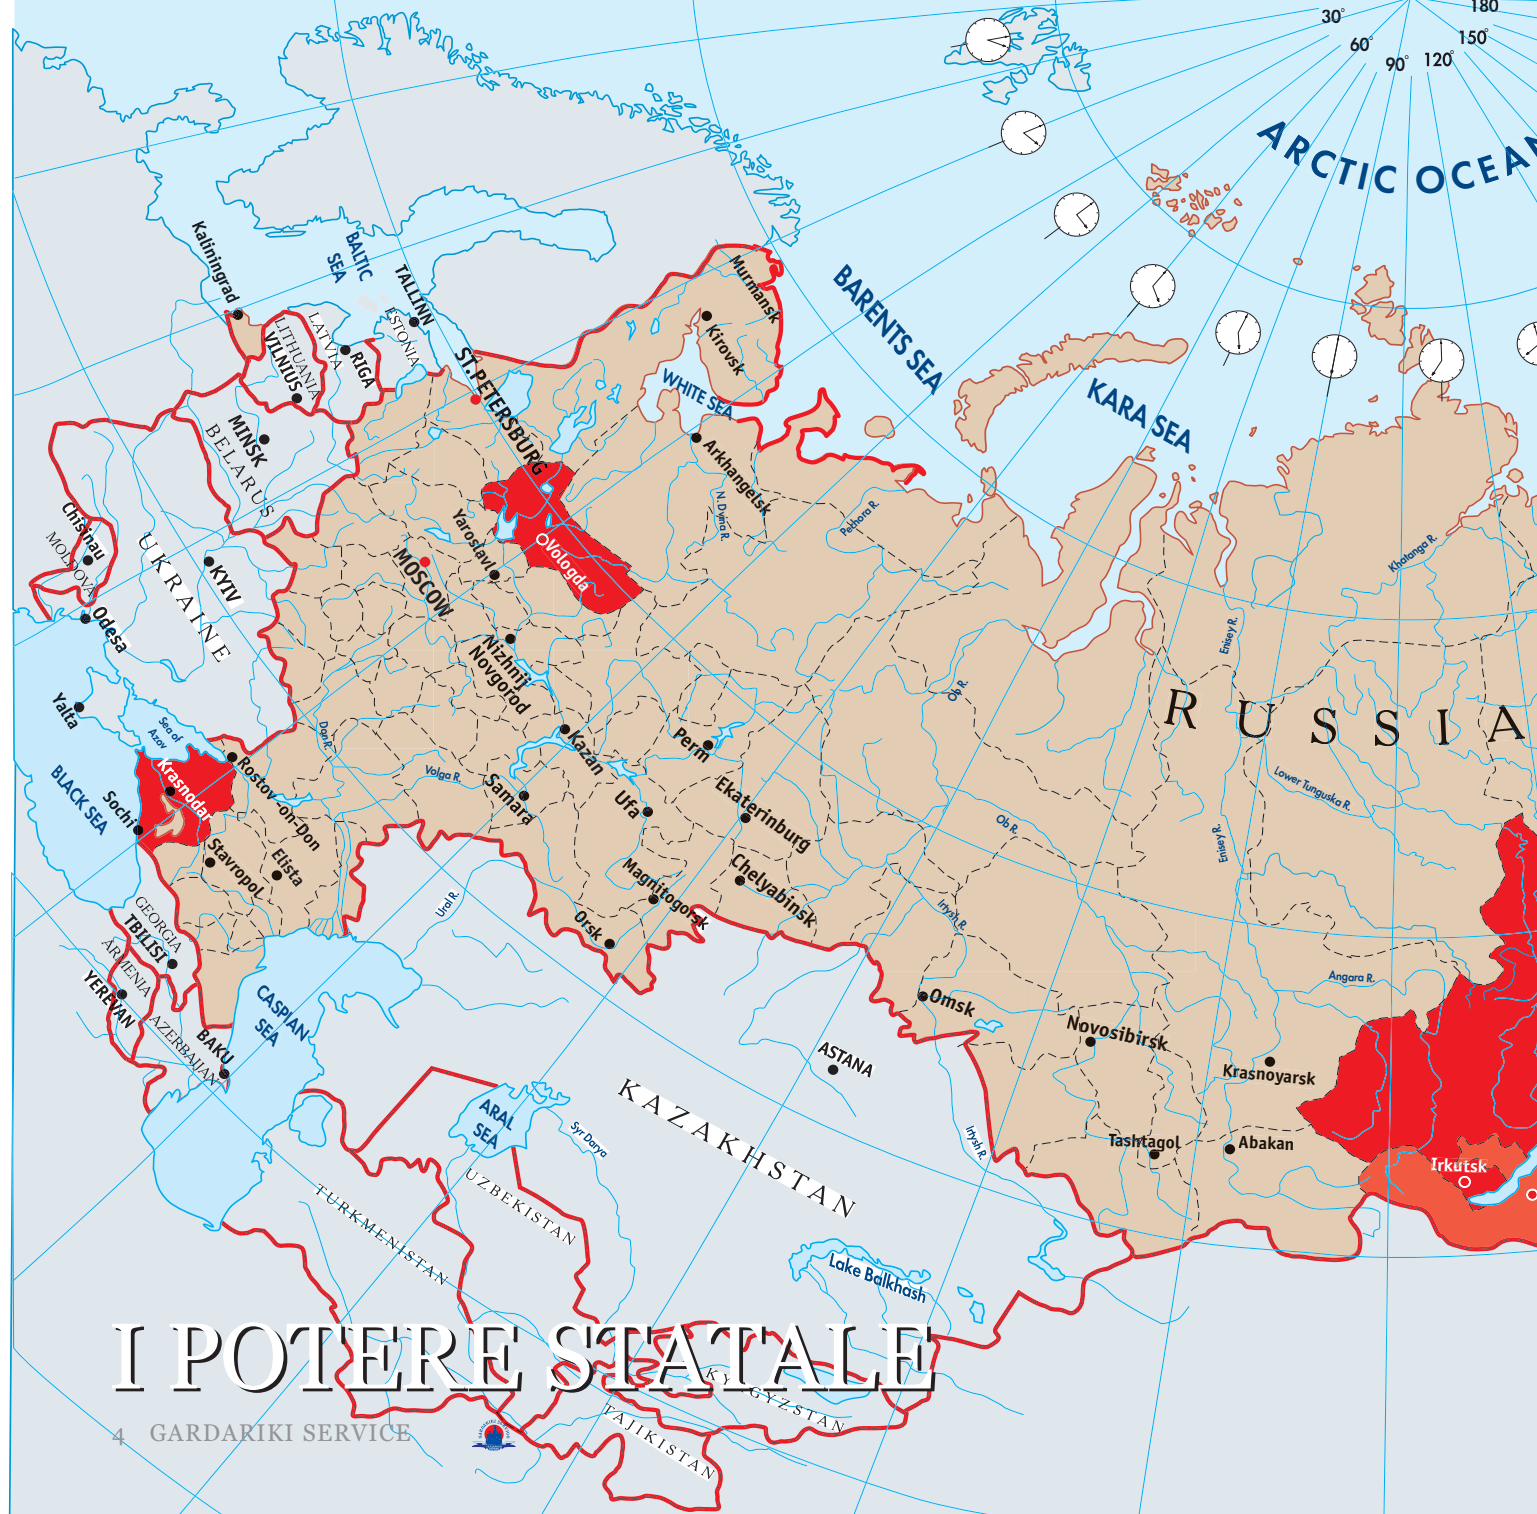 30°
60°
90°
120°
150°
180
ARCTIC OCEAN
BARENTS SEA
KARA SEA
WHITE SEA
BALTIC
SEA
Kaliningrad
TALLINN
ESTONIA
LATVIA
RIGA
LITHUANIA
VILNIUS
ST.PETERSBURG
Murmansk
Kirovsk
Arkhangelsk
N. Dvina R.
Pekhora R.
Khatanga R.
MINSK
BELARUS
Chisinau
MOLDOVA
UKRAINE
KYIV
Odesa
Yalta
Yaroslavl
Vologda
MOSCOW
Nizhnij
Novgorod
Enisey R.
Ob R.
RUSSIA
Sea of
Azov
BLACK SEA
Krasnodar
Sochi
Rostov-on-Don
Don R.
Volga R.
Kazan
Perm
Samara
Ufa
Ekaterinburg
Ob R.
Lower Tunguska R.
Enisey R.
Stavropol
Elista
Magnitogorsk
Chelyabinsk
Orsk
Ural R.
Irtysh R.
Angara R.
GEORGIA
TBILISI
ARMENIA
YEREVAN
AZERBAIJAN
BAKU
CASPIAN
SEA
Omsk
Novosibirsk
Krasnoyarsk
ASTANA
KAZAKHSTAN
ARAL
SEA
Syr Darya
Irtysh R.
Tashtagol
Abakan
Irkutsk
TURKMENISTAN
UZBEKISTAN
Lake Balkhash
I POTERE STATALE
KYRGYZSTAN
TAJIKISTAN
4 GARDARIKI SERVICE